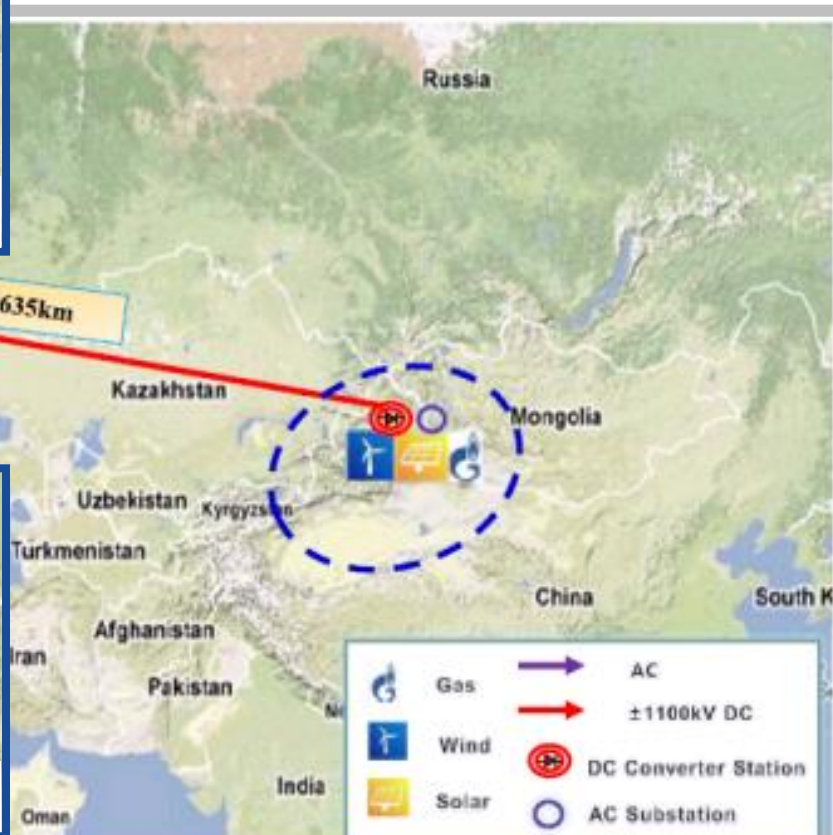 Russia
635km
Kazakhstan
Mongolia
Uzbekistan
Kyrgyzstan
Turkmenistan
China
South K
Afghanistan
Iran
Pakistan
India
Oman
Gas
AC
±1100kV DC
Wind
DC Converter Station
Solar
AC Substation